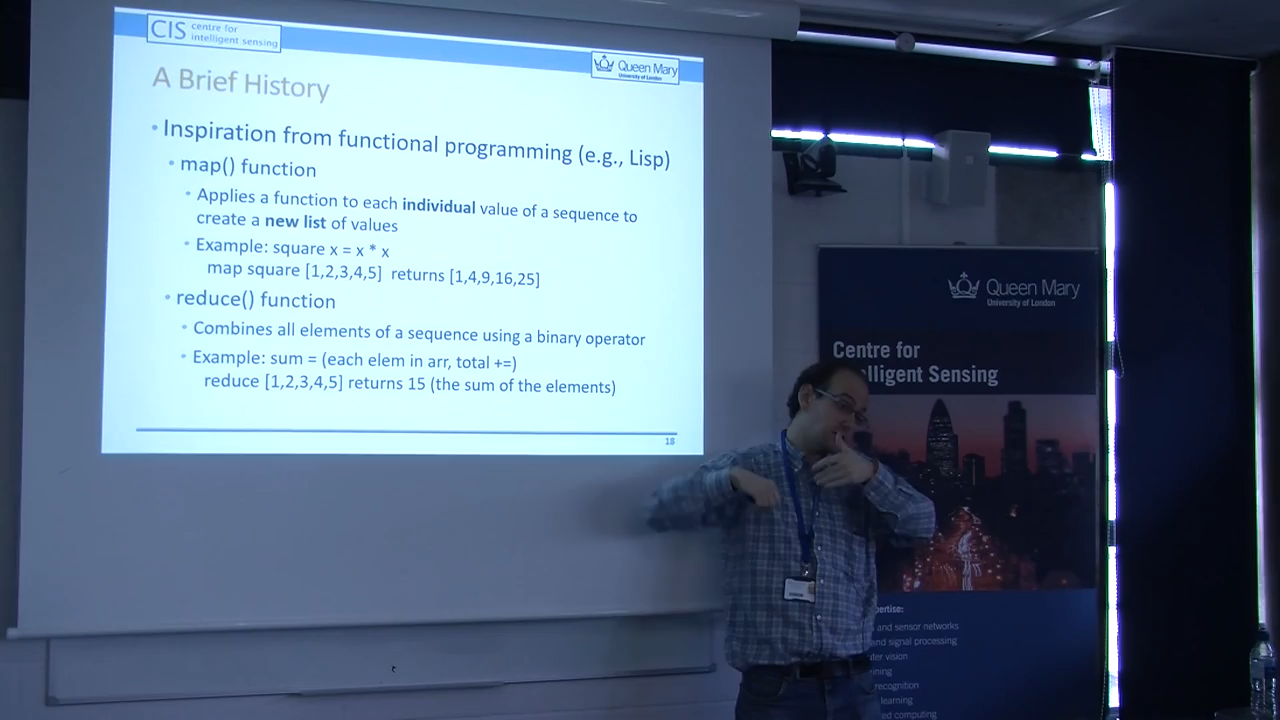 CIS centre for
intelligent sensing
Queen Mary
University of London
A Brief History
• Inspiration from functional programming (e.g., Lisp)
• map() function
• Applies a function to each individual value of a sequence to
create a new list of values
• Example: square x = x * x
map square [1,2,3,4,5] returns [1,4,9,16,25]
• reduce() function
• Combines all elements of a sequence using a binary operator
• Example: sum = (each elem in arr, total +=)
reduce [1,2,3,4,5] returns 15 (the sum of the elements)
18
Queen Mary
University of London
Centre for
lligent Sensing
pertise:
and sensor networks
and signal processing
uter vision
ining
recognition
learning
ed computing